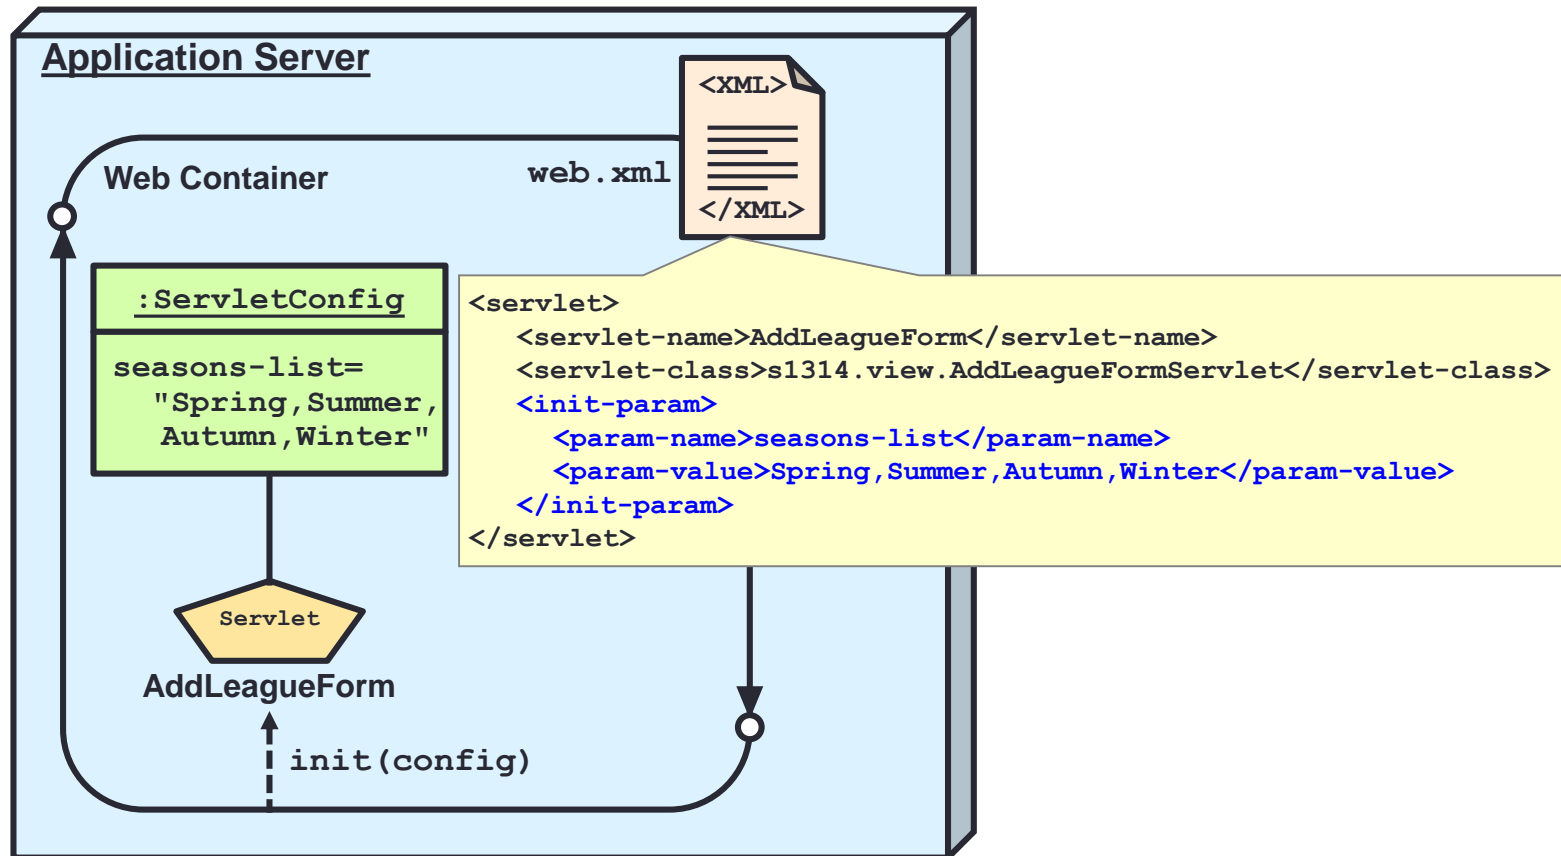 Application Server
<XML>
Web Container
web.xml
</XML>
:ServletConfig
seasons-list=
"Spring,Summer,
Autumn,Winter"
<servlet>
<servlet-name>AddLeagueForm</servlet-name>
<servlet-class>s1314.view.AddLeagueFormServlet</servlet-class>
<init-param>
<param-name>seasons-list</param-name>
<param-value>Spring,Summer,Autumn,Winter</param-value>
</init-param>
</servlet>
Servlet
AddLeagueForm
init(config)